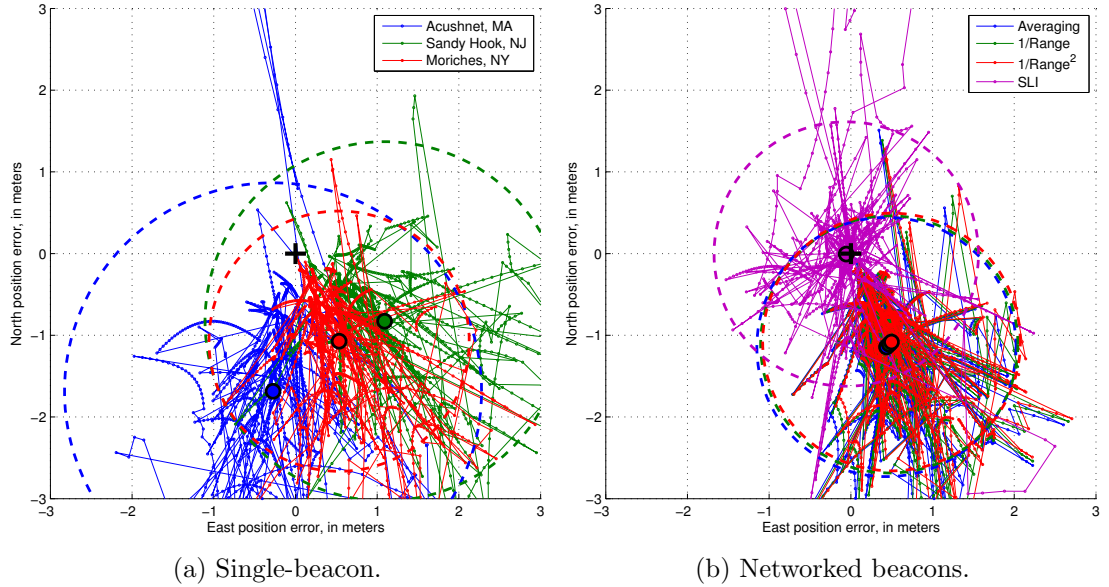 3
2
1
0
−1
−2
−3
−3
−2
−1
0
1
2
3
North position error, in meters
East position error, in meters
Acushnet, MA
Sandy Hook, NJ
Moriches, NY
(a) Single-beacon.
3
2
1
0
−1
−2
−3
−3
−2
−1
0
1
2
3
North position error, in meters
East position error, in meters
Averaging
1/Range
1/Range²
SLI
(b) Networked beacons.